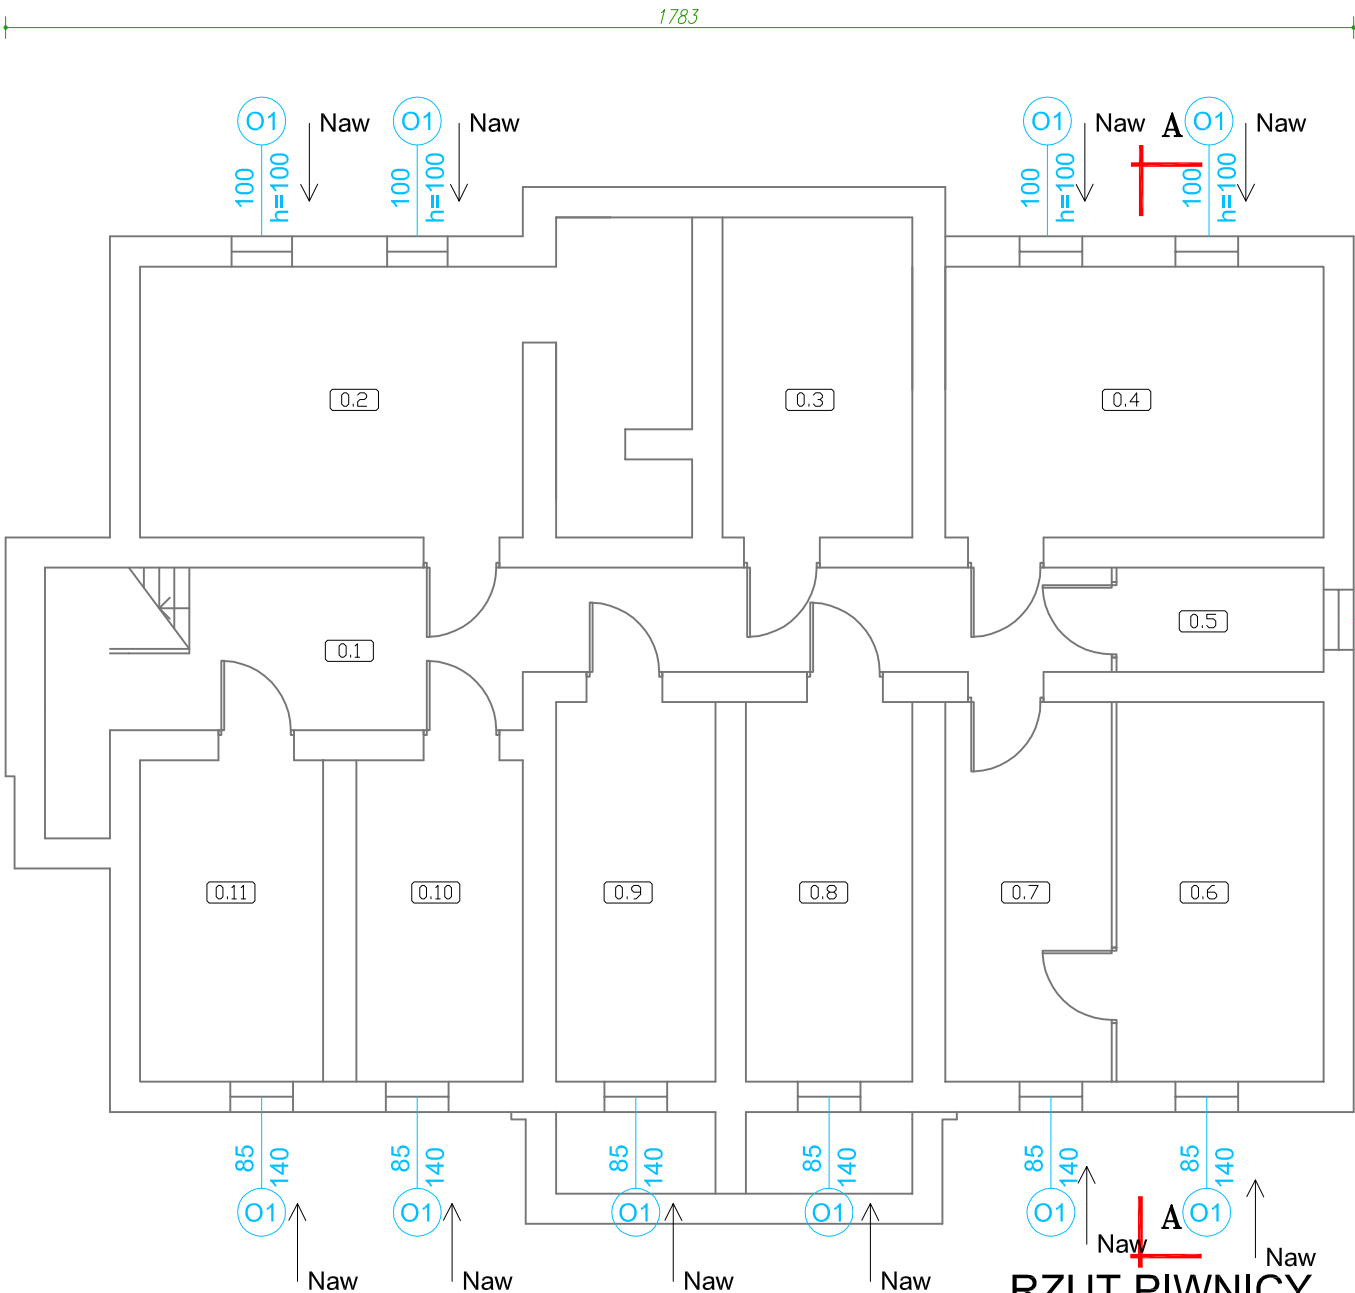 1783
O1 Naw O1 Naw O1 Naw A O1 Naw
100 h=100 100 h=100 100 h=100 100 h=100
0.2 0.3 0.4
0.5
0.1
0.11 0.10 0.9 0.8 0.7 0.6
85 140 85 140 85 140 85 140 85 140 85 140
O1 O1 O1 O1 O1 A O1
Naw Naw
Naw Naw Naw Naw
RZUT PIWNICY